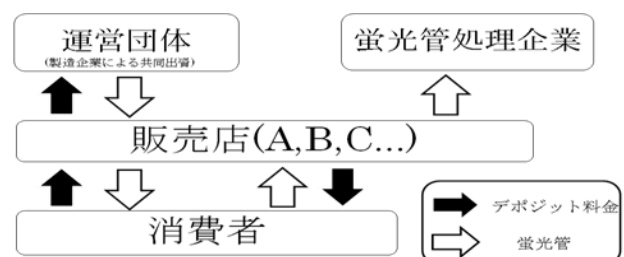 運営団体
(製造企業による共同出資)
蛍光管処理企業
販売店(A,B,C...)
消費者
デポジット料金
蛍光管